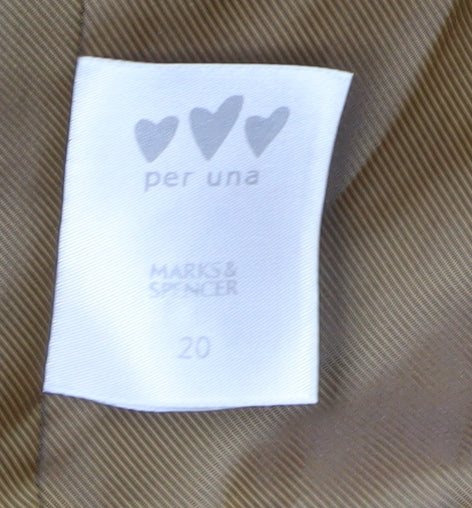 per una
MARKS&
SPENCER
20